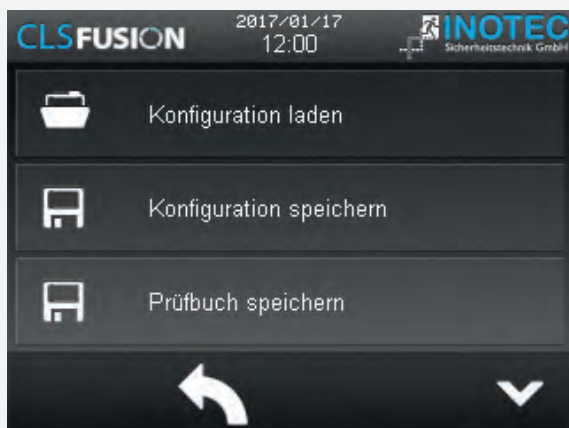 CLSFUSION
2017/01/17
12:00
INOTEC
Sicherheitstechnik GmbH
Konfiguration laden
Konfiguration speichern
Prüfbuch speichern